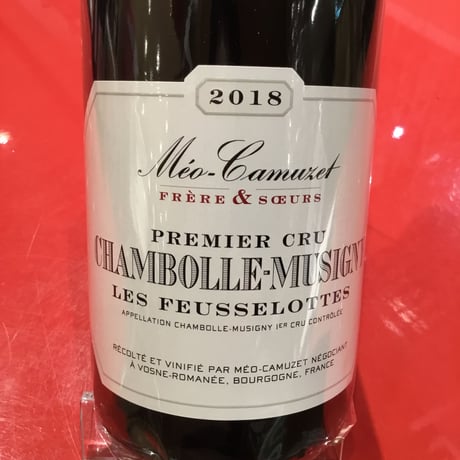 2018
Méo-Camuzet
FRÈRE & SŒURS
PREMIER CRU
CHAMBOLLE-MUSIGNY
LES FEUSSELOTTES
APPELLATION CHAMBOLLE-MUSIGNY 1ER CRU CONTRÔLÉE
RÉCOLTÉ ET VINIFIÉ PAR MÉO-CAMUZET NÉGOCIANT
À VOSNE-ROMANÉE, BOURGOGNE, FRANCE